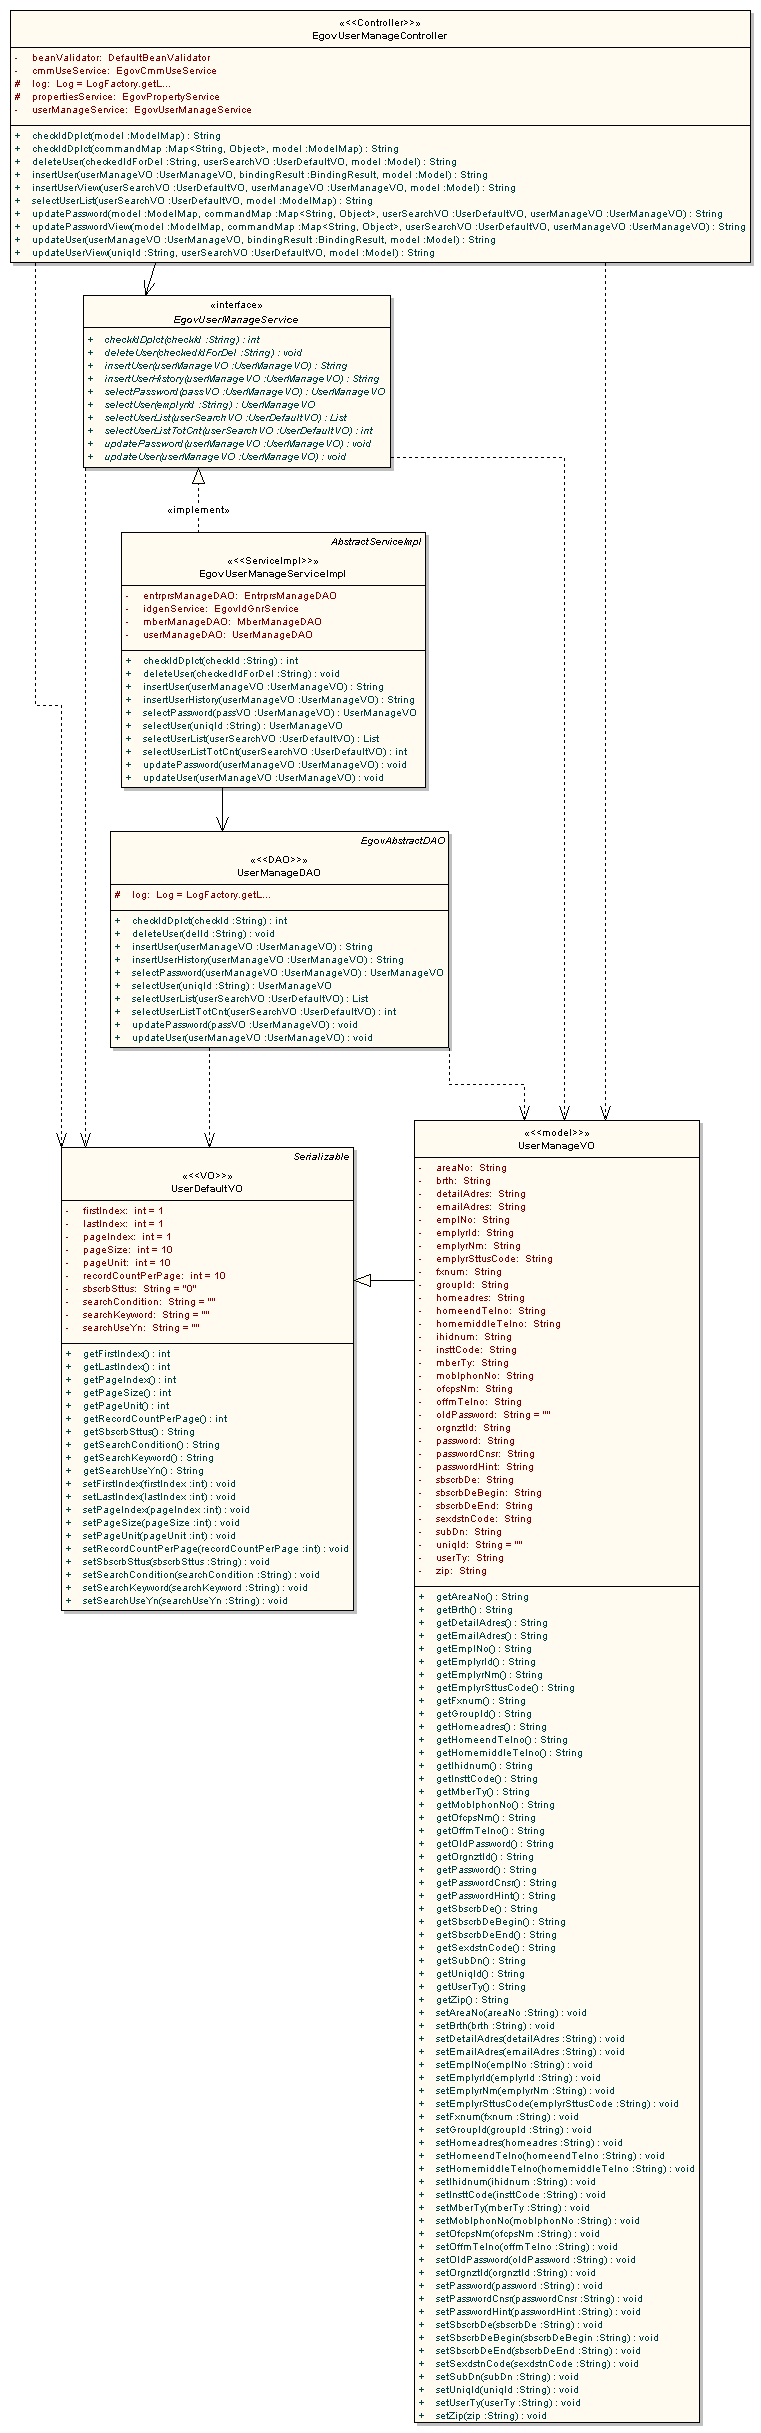 «<<Controller>>»
EgovUserManageController
- beanValidator: DefaultBeanValidator
- cmmUseService: EgovCmmUseService
# log: Log = LogFactory.getL...
# propertiesService: EgovPropertyService
- userManageService: EgovUserManageService
+ checkIdDplct(model :ModelMap) : String
+ checkIdDplct(commandMap :Map<String, Object>, model :ModelMap) : String
+ deleteUser(checkedIdForDel :String, userSearchVO :UserDefaultVO, model :Model) : String
+ insertUser(userManageVO :UserManageVO, bindingResult :BindingResult, model :Model) : String
+ insertUserView(userSearchVO :UserDefaultVO, userManageVO :UserManageVO, model :Model) : String
+ selectUserList(userSearchVO :UserDefaultVO, model :ModelMap) : String
+ updatePassword(model :ModelMap, commandMap :Map<String, Object>, userSearchVO :UserDefaultVO, userManageVO :UserManageVO) : String
+ updatePasswordView(model :ModelMap, commandMap :Map<String, Object>, userSearchVO :UserDefaultVO, userManageVO :UserManageVO) : String
+ updateUser(userManageVO :UserManageVO, bindingResult :BindingResult, model :Model) : String
+ updateUserView(uniqId :String, userSearchVO :UserDefaultVO, model :Model) : String
«interface»
EgovUserManageService
+ checkIdDplct(checkId :String) : int
+ deleteUser(checkedIdForDel :String) : void
+ insertUser(userManageVO :UserManageVO) : String
+ insertUserHistory(userManageVO :UserManageVO) : String
+ selectPassword(passVO :UserManageVO) : UserManageVO
+ selectUser(emplyrId :String) : UserManageVO
+ selectUserList(userSearchVO :UserDefaultVO) : List
+ selectUserListTotCnt(userSearchVO :UserDefaultVO) : int
+ updatePassword(userManageVO :UserManageVO) : void
+ updateUser(userManageVO :UserManageVO) : void
«implement»
AbstractServiceImpl
«<<ServiceImpl>>»
EgovUserManageServiceImpl
- entrprsManageDAO: EntrprsManageDAO
- idgenService: EgovIdGnrService
- mberManageDAO: MberManageDAO
- userManageDAO: UserManageDAO
+ checkIdDplct(checkId :String) : int
+ deleteUser(checkedIdForDel :String) : void
+ insertUser(userManageVO :UserManageVO) : String
+ insertUserHistory(userManageVO :UserManageVO) : String
+ selectPassword(passVO :UserManageVO) : UserManageVO
+ selectUser(uniqId :String) : UserManageVO
+ selectUserList(userSearchVO :UserDefaultVO) : List
+ selectUserListTotCnt(userSearchVO :UserDefaultVO) : int
+ updatePassword(userManageVO :UserManageVO) : void
+ updateUser(userManageVO :UserManageVO) : void
EgovAbstractDAO
«<<DAO>>»
UserManageDAO
# log: Log = LogFactory.getL...
+ checkIdDplct(checkId :String) : int
+ deleteUser(delId :String) : void
+ insertUser(userManageVO :UserManageVO) : String
+ insertUserHistory(userManageVO :UserManageVO) : String
+ selectPassword(userManageVO :UserManageVO) : UserManageVO
+ selectUser(uniqId :String) : UserManageVO
+ selectUserList(userSearchVO :UserDefaultVO) : List
+ selectUserListTotCnt(userSearchVO :UserDefaultVO) : int
+ updatePassword(passVO :UserManageVO) : void
+ updateUser(userManageVO :UserManageVO) : void
Serializable
«<<VO>>»
UserDefaultVO
- firstIndex: int = 1
- lastIndex: int = 1
- pageIndex: int = 1
- pageSize: int = 10
- pageUnit: int = 10
- recordCountPerPage: int = 10
- sbscrbSttus: String = "0"
- searchCondition: String = ""
- searchKeyword: String = ""
- searchUseYn: String = ""
+ getFirstIndex() : int
+ getLastIndex() : int
+ getPageIndex() : int
+ getPageSize() : int
+ getPageUnit() : int
+ getRecordCountPerPage() : int
+ getSbscrbSttus() : String
+ getSearchCondition() : String
+ getSearchKeyword() : String
+ getSearchUseYn() : String
+ setFirstIndex(firstIndex :int) : void
+ setLastIndex(lastIndex :int) : void
+ setPageIndex(pageIndex :int) : void
+ setPageSize(pageSize :int) : void
+ setPageUnit(pageUnit :int) : void
+ setRecordCountPerPage(recordCountPerPage :int) : void
+ setSbscrbSttus(sbscrbSttus :String) : void
+ setSearchCondition(searchCondition :String) : void
+ setSearchKeyword(searchKeyword :String) : void
+ setSearchUseYn(searchUseYn :String) : void
«<<model>>»
UserManageVO
- areaNo: String
- brth: String
- detailAdres: String
- emailAdres: String
- emplNo: String
- emplyrId: String
- emplyrNm: String
- emplyrSttusCode: String
- fxnum: String
- groupId: String
- homeadres: String
- homeendTelno: String
- homemiddleTelno: String
- ihidnum: String
- insttCode: String
- mberTy: String
- moblphonNo: String
- ofcpsNm: String
- offmTelno: String
- oldPassword: String = ""
- orgnztId: String
- password: String
- passwordCnsr: String
- passwordHint: String
- sbscrbDe: String
- sbscrbDeBegin: String
- sbscrbDeEnd: String
- sexdstnCode: String
- subDn: String
- uniqId: String = ""
- userTy: String
- zip: String
+ getAreaNo() : String
+ getBrth() : String
+ getDetailAdres() : String
+ getEmailAdres() : String
+ getEmplNo() : String
+ getEmplyrId() : String
+ getEmplyrNm() : String
+ getEmplyrSttusCode() : String
+ getFxnum() : String
+ getGroupId() : String
+ getHomeadres() : String
+ getHomeendTelno() : String
+ getHomemiddleTelno() : String
+ getIhidnum() : String
+ getInsttCode() : String
+ getMberTy() : String
+ getMoblphonNo() : String
+ getOfcpsNm() : String
+ getOffmTelno() : String
+ getOldPassword() : String
+ getOrgnztId() : String
+ getPassword() : String
+ getPasswordCnsr() : String
+ getPasswordHint() : String
+ getSbscrbDe() : String
+ getSbscrbDeBegin() : String
+ getSbscrbDeEnd() : String
+ getSexdstnCode() : String
+ getSubDn() : String
+ getUniqId() : String
+ getUserTy() : String
+ getZip() : String
+ setAreaNo(areaNo :String) : void
+ setBrth(brth :String) : void
+ setDetailAdres(detailAdres :String) : void
+ setEmailAdres(emailAdres :String) : void
+ setEmplNo(emplNo :String) : void
+ setEmplyrId(emplyrId :String) : void
+ setEmplyrNm(emplyrNm :String) : void
+ setEmplyrSttusCode(emplyrSttusCode :String) : void
+ setFxnum(fxnum :String) : void
+ setGroupId(groupId :String) : void
+ setHomeadres(homeadres :String) : void
+ setHomeendTelno(homeendTelno :String) : void
+ setHomemiddleTelno(homemiddleTelno :String) : void
+ setIhidnum(ihidnum :String) : void
+ setInsttCode(insttCode :String) : void
+ setMberTy(mberTy :String) : void
+ setMoblphonNo(moblphonNo :String) : void
+ setOfcpsNm(ofcpsNm :String) : void
+ setOffmTelno(offmTelno :String) : void
+ setOldPassword(oldPassword :String) : void
+ setOrgnztId(orgnztId :String) : void
+ setPassword(password :String) : void
+ setPasswordCnsr(passwordCnsr :String) : void
+ setPasswordHint(passwordHint :String) : void
+ setSbscrbDe(sbscrbDe :String) : void
+ setSbscrbDeBegin(sbscrbDeBegin :String) : void
+ setSbscrbDeEnd(sbscrbDeEnd :String) : void
+ setSexdstnCode(sexdstnCode :String) : void
+ setSubDn(subDn :String) : void
+ setUniqId(uniqId :String) : void
+ setUserTy(userTy :String) : void
+ setZip(zip :String) : void